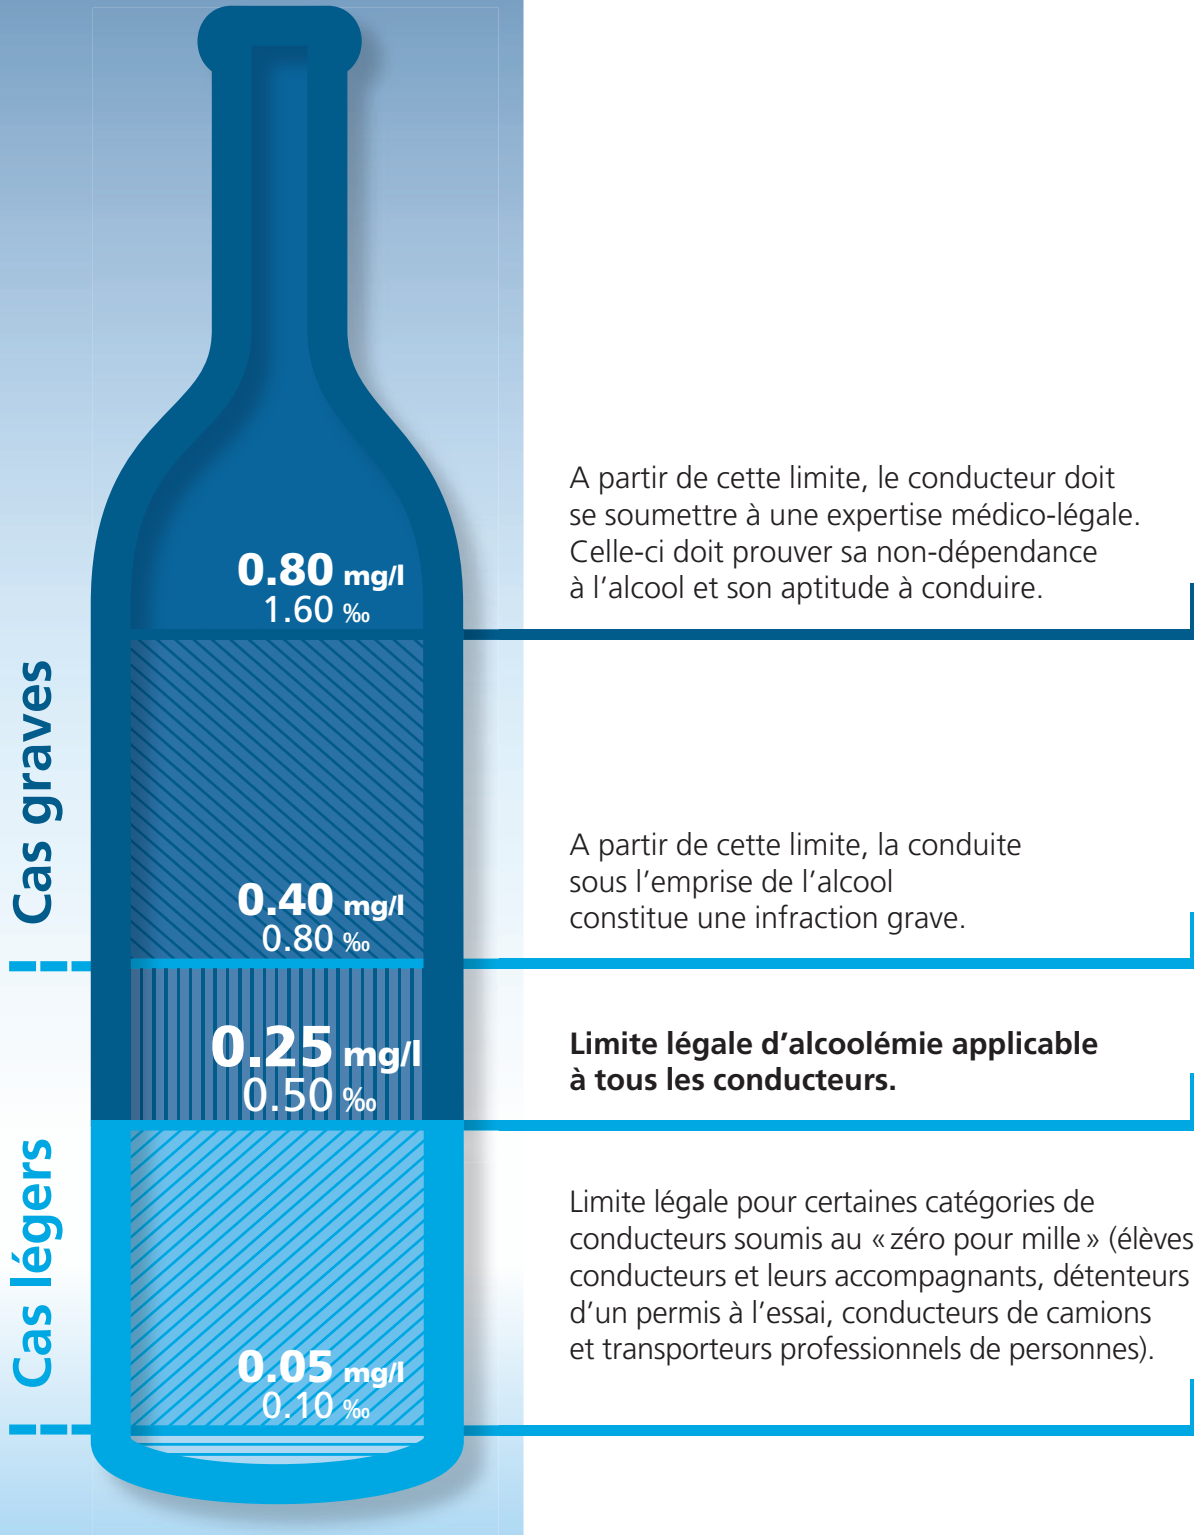 0.80 mg/l
1.60 ‰
A partir de cette limite, le conducteur doit
se soumettre à une expertise médico-légale.
Celle-ci doit prouver sa non-dépendance
à l’alcool et son aptitude à conduire.
Cas graves
0.40 mg/l
0.80 ‰
A partir de cette limite, la conduite
sous l’emprise de l’alcool
constitue une infraction grave.
0.25 mg/l
0.50 ‰
Limite légale d’alcoolémie applicable
à tous les conducteurs.
Cas légers
0.05 mg/l
0.10 ‰
Limite légale pour certaines catégories de
conducteurs soumis au « zéro pour mille » (élèves
conducteurs et leurs accompagnants, détenteurs
d’un permis à l’essai, conducteurs de camions
et transporteurs professionnels de personnes).